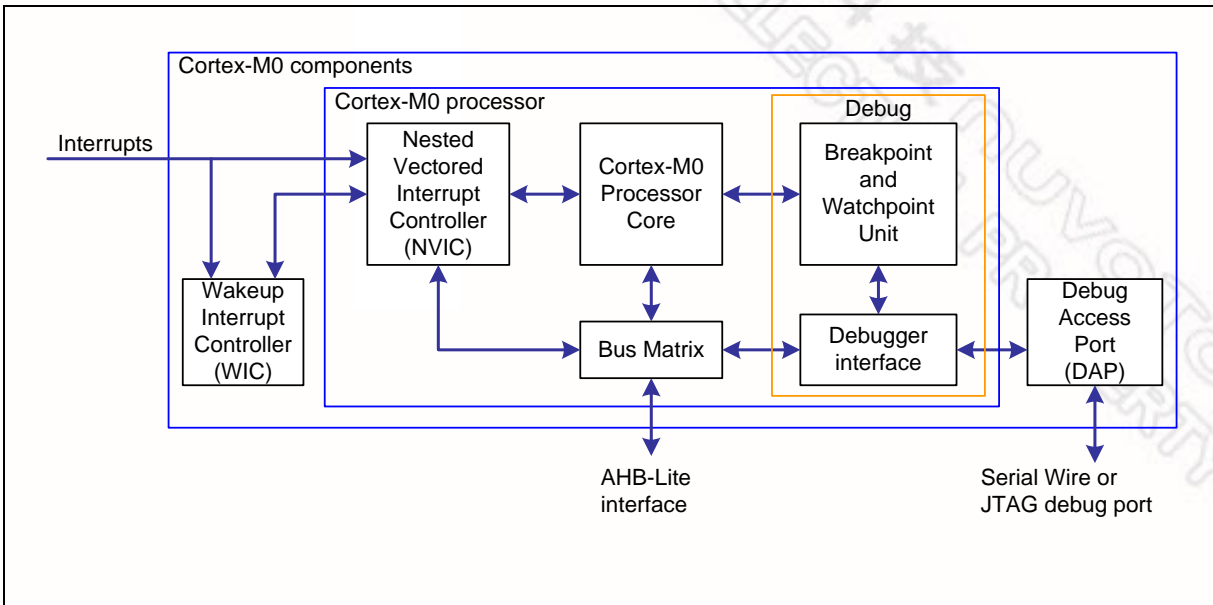 Cortex-M0 components
Cortex-M0 processor
Debug
Interrupts
Nested
Vectored
Interrupt
Controller
(NVIC)
Cortex-M0
Processor
Core
Breakpoint
and
Watchpoint
Unit
Wakeup
Interrupt
Controller
(WIC)
Bus Matrix
Debugger
interface
Debug
Access
Port
(DAP)
AHB-Lite
interface
Serial Wire or
JTAG debug port